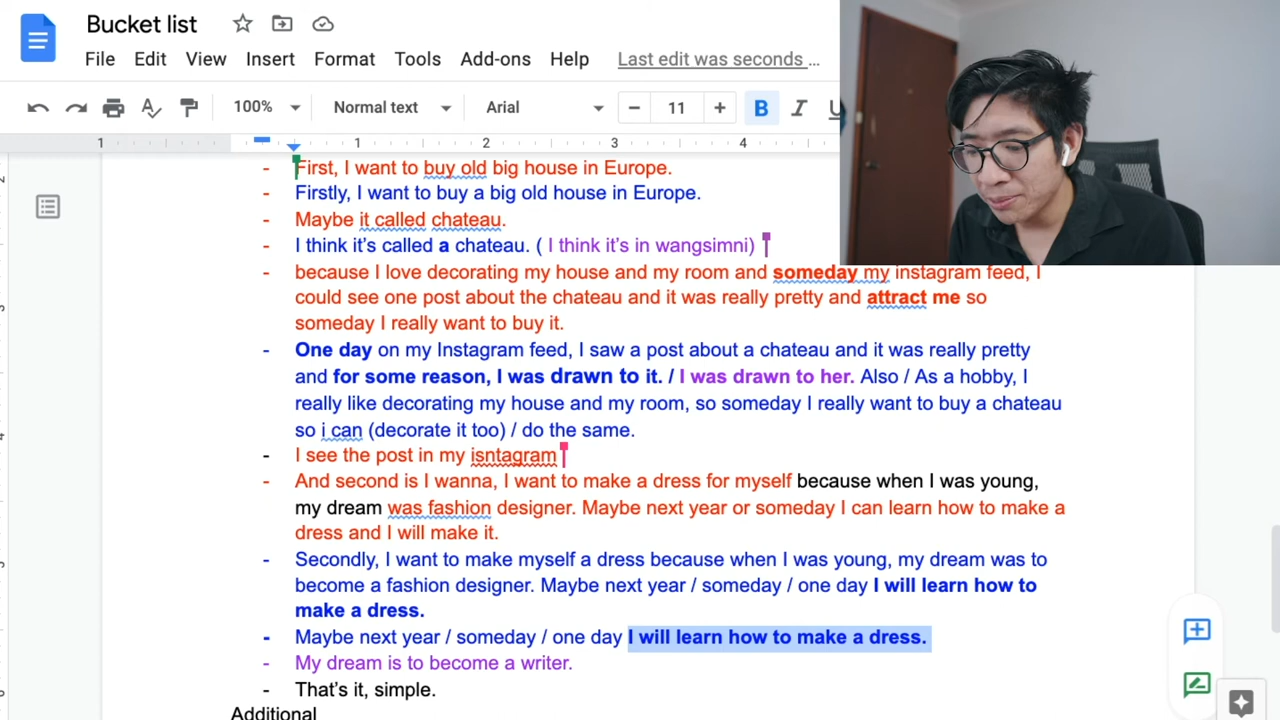 Bucket list
File Edit View Insert Format Tools Add-ons Help Last edit was seconds ...
100% Normal text Arial - 11 + B I U
1 1 2 3 4
- First, I want to buy old big house in Europe.
- Firstly, I want to buy a big old house in Europe.
- Maybe it called chateau.
- I think it's called a chateau. ( I think it's in wangsimni)
- because I love decorating my house and my room and someday my instagram feed, I
could see one post about the chateau and it was really pretty and attract me so
someday I really want to buy it.
- One day on my Instagram feed, I saw a post about a chateau and it was really pretty
and for some reason, I was drawn to it. / I was drawn to her. Also / As a hobby, I
really like decorating my house and my room, so someday I really want to buy a chateau
so i can (decorate it too) / do the same.
- I see the post in my isntagram
- And second is I wanna, I want to make a dress for myself because when I was young,
my dream was fashion designer. Maybe next year or someday I can learn how to make a
dress and I will make it.
- Secondly, I want to make myself a dress because when I was young, my dream was to
become a fashion designer. Maybe next year / someday / one day I will learn how to
make a dress.
- Maybe next year / someday / one day I will learn how to make a dress.
- My dream is to become a writer.
- That's it, simple.
Additional